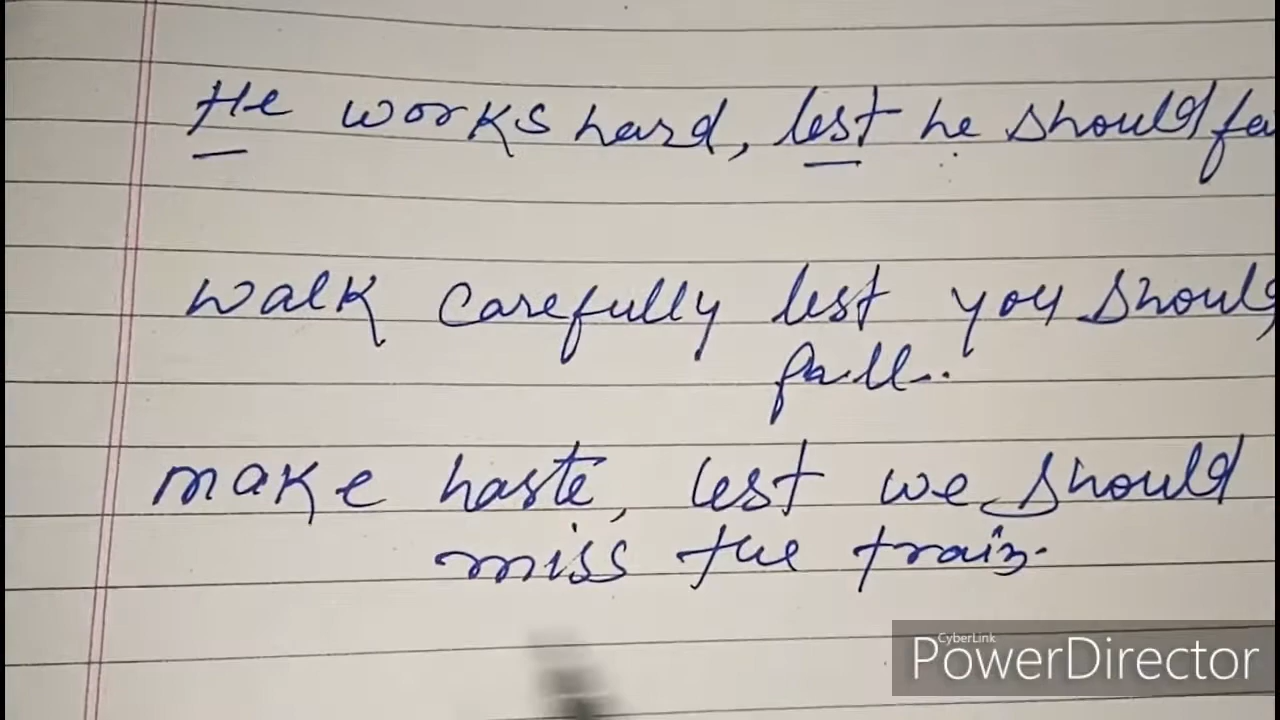 He works hard, lest he should fa
walk carefully lest you should
fall.
make haste, lest we should
miss the train.
CyberLink
PowerDirector